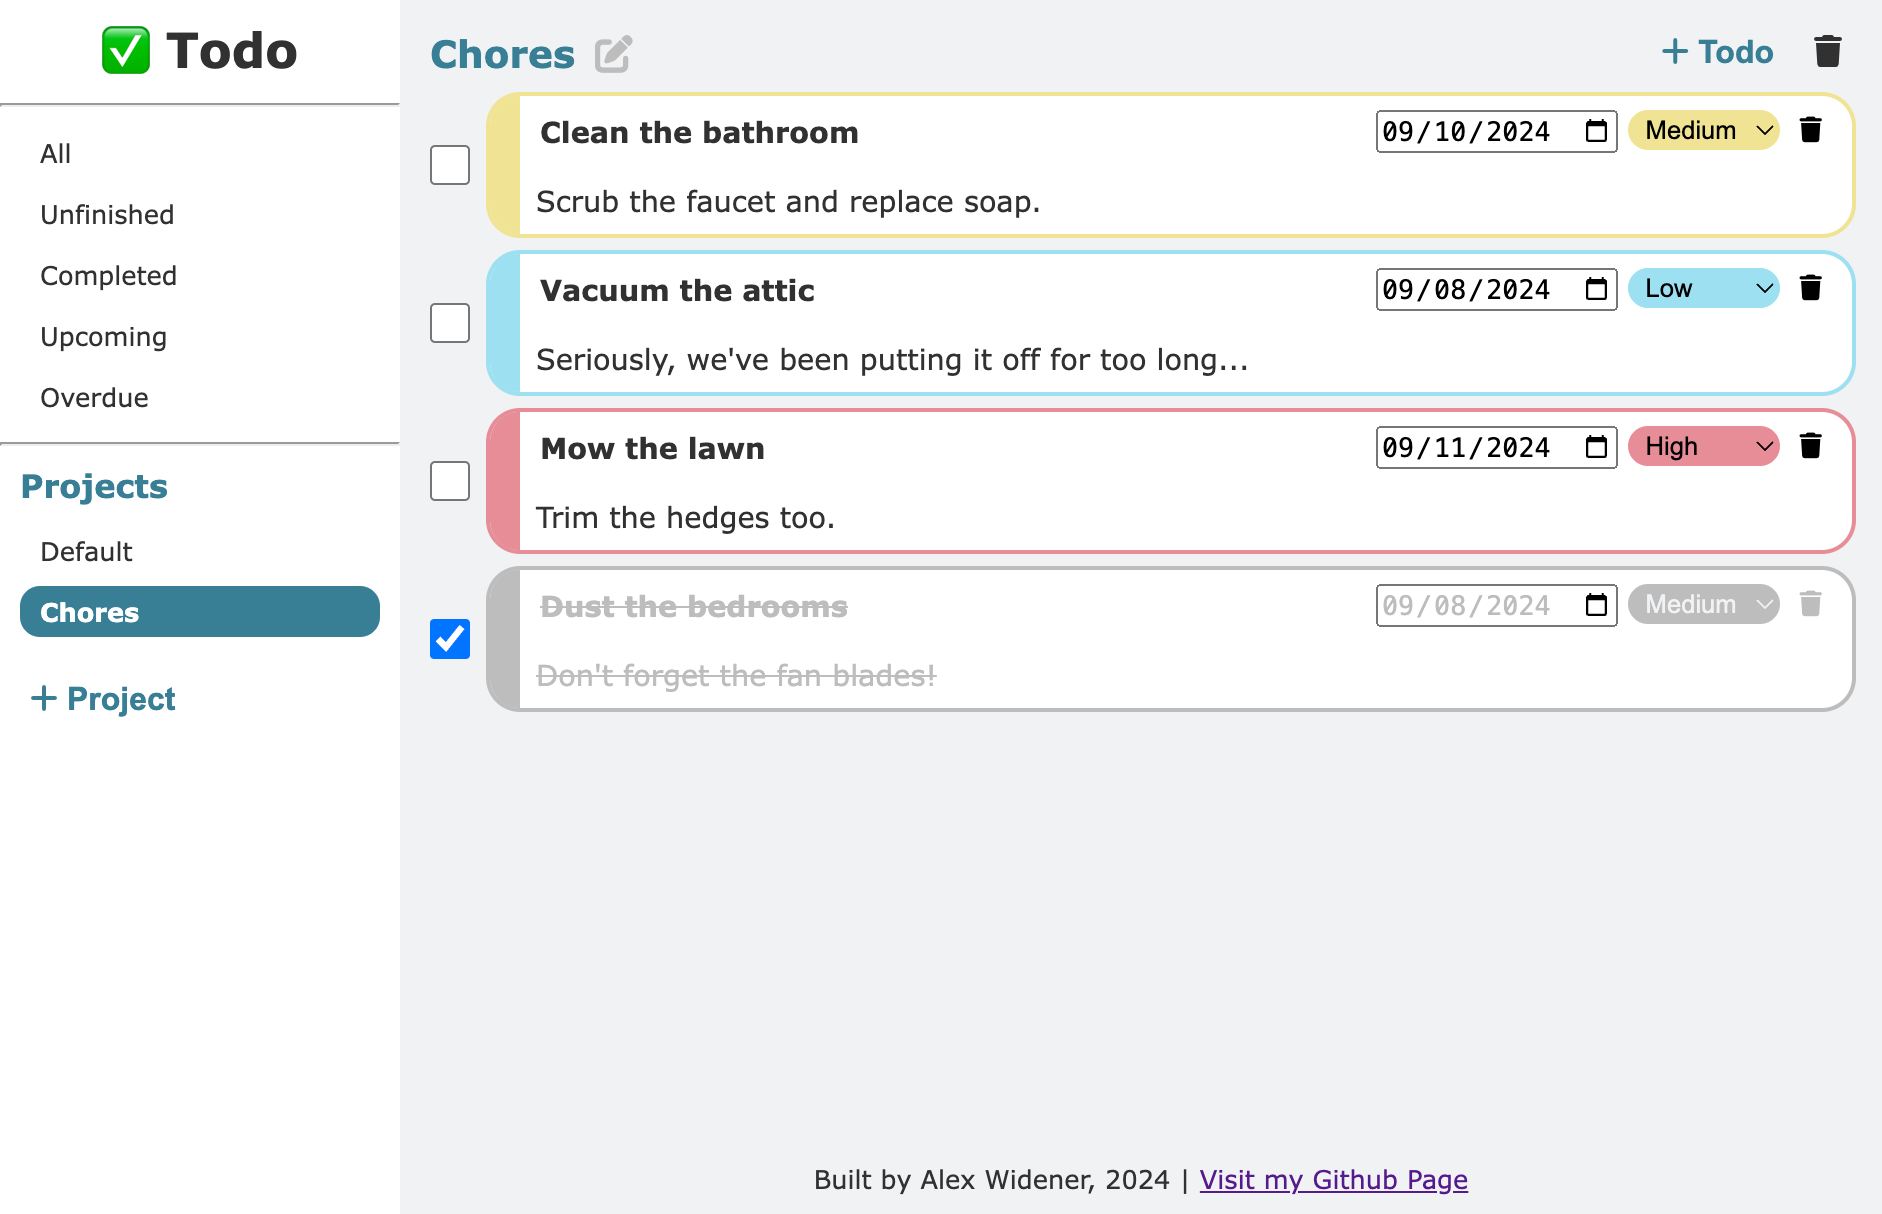 ✅ Todo
All
Unfinished
Completed
Upcoming
Overdue
Projects
Default
Chores
+ Project
Chores
+ Todo
Clean the bathroom
09/10/2024
Medium
Scrub the faucet and replace soap.
Vacuum the attic
09/08/2024
Low
Seriously, we've been putting it off for too long...
Mow the lawn
09/11/2024
High
Trim the hedges too.
Dust the bedrooms
09/08/2024
Medium
Don't forget the fan blades!
Built by Alex Widener, 2024 | Visit my Github Page